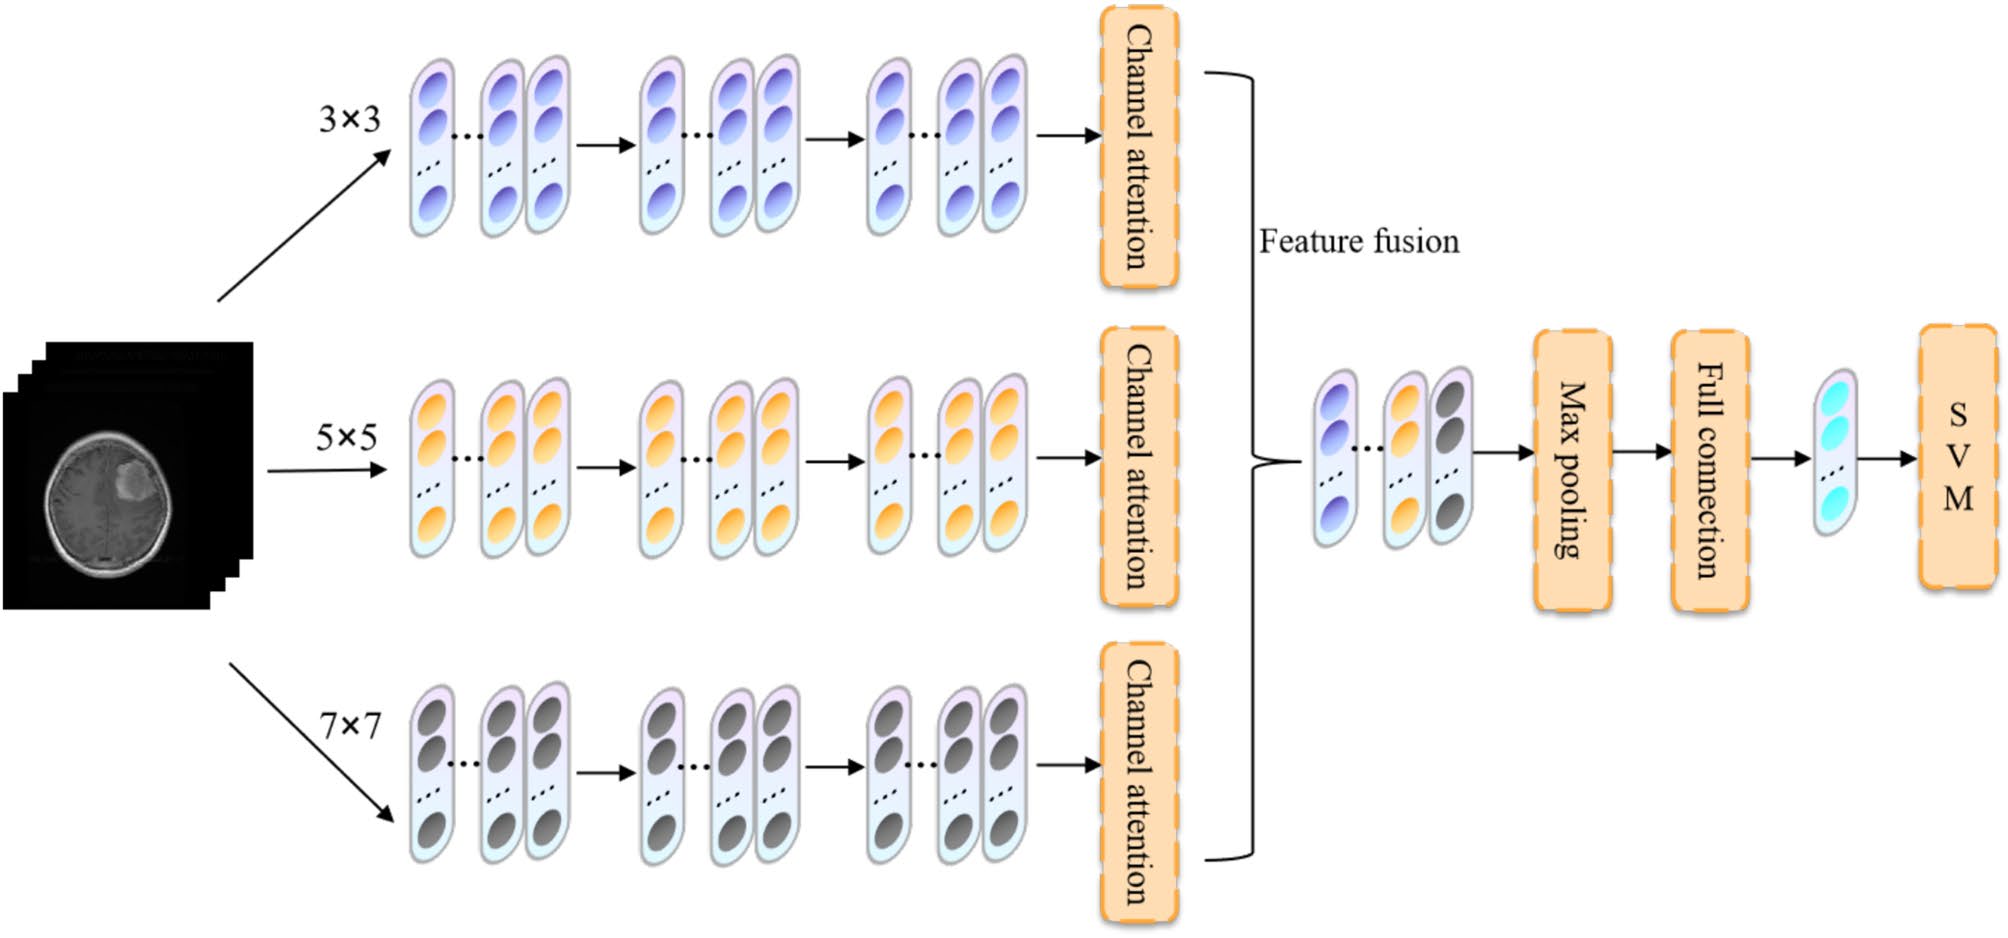 3×3
Channel attention
Feature fusion
5×5
Channel attention
Max pooling
Full connection
S
V
M
7×7
Channel attention